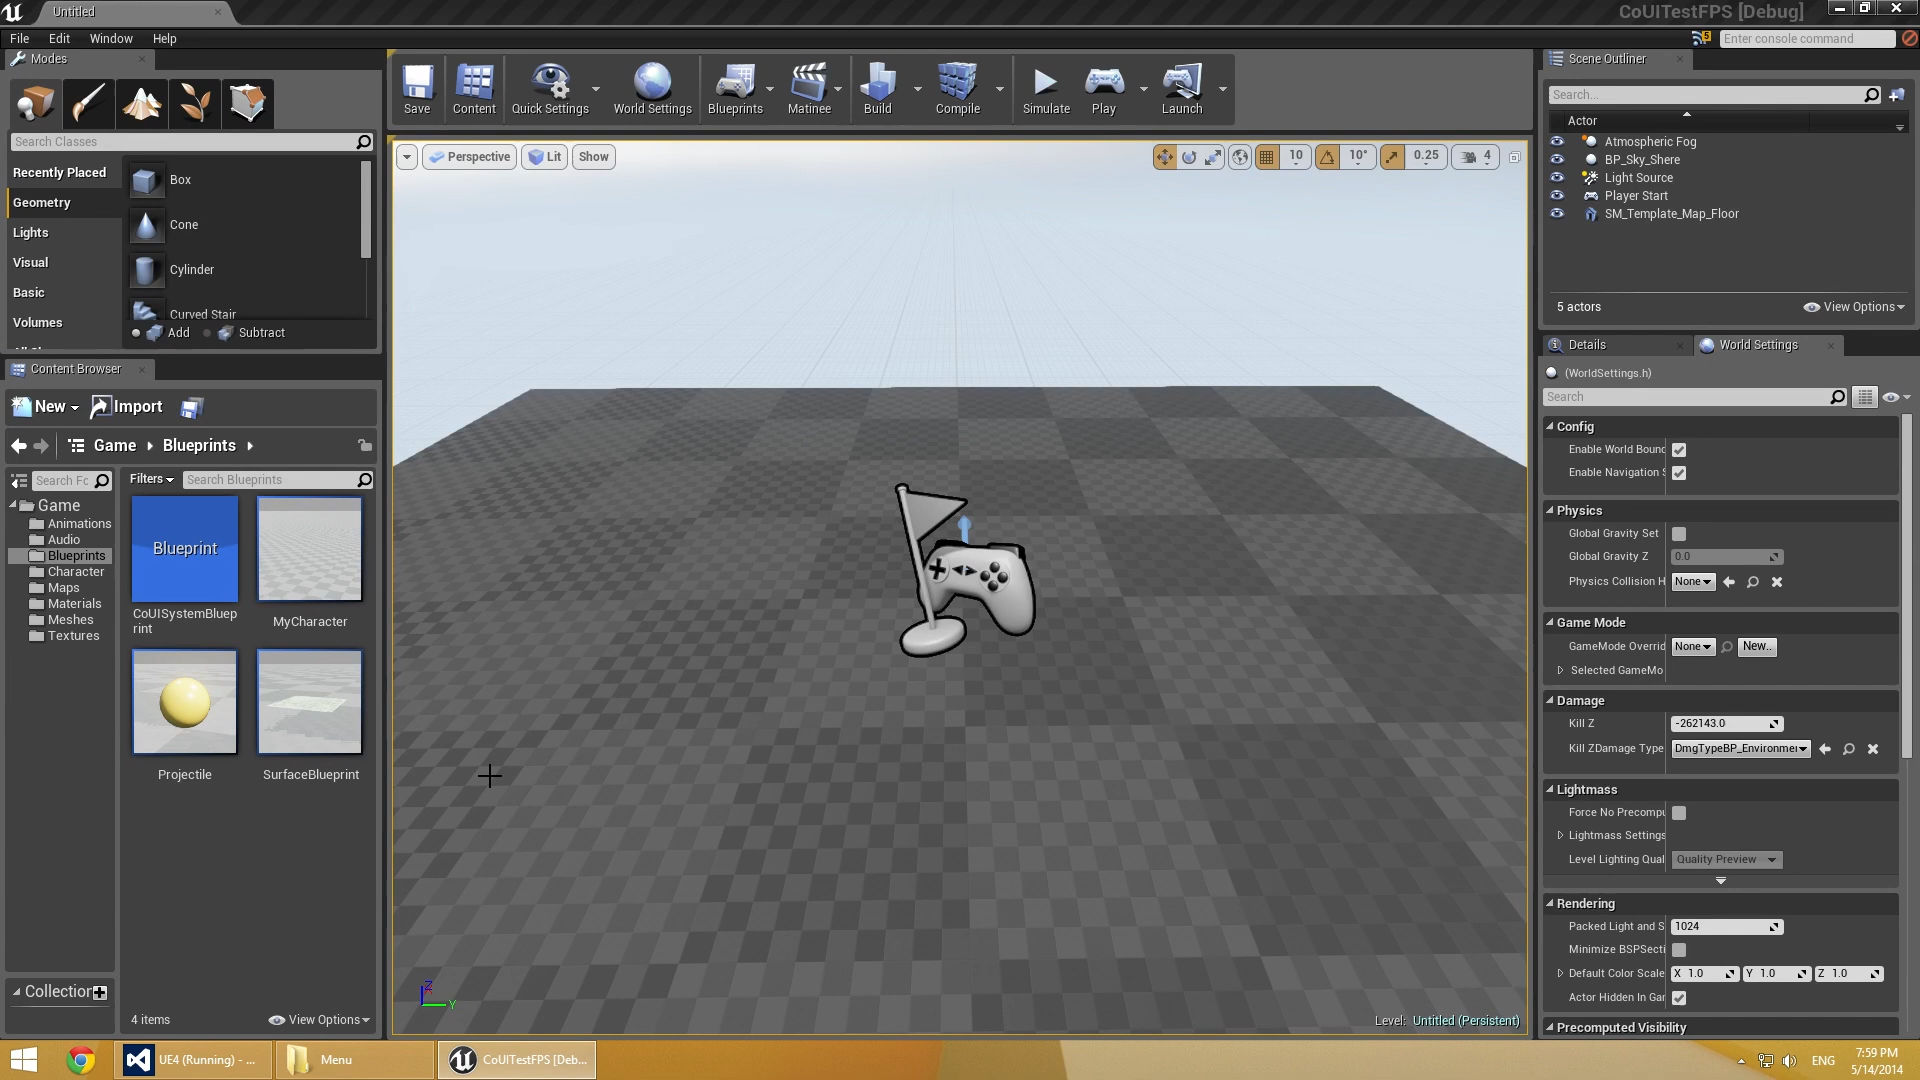 Untitled
CoUITestFPS [Debug]
File Edit Window Help
Enter console command
Modes
Search Classes
Recently Placed
Geometry
Lights
Visual
Basic
Volumes
Box
Cone
Cylinder
Curved Stair
Add Subtract
Content Browser
New Import
Game Blueprints
Search Fc
Filters Search Blueprints
Game
Animations
Audio
Blueprints
Character
Maps
Materials
Meshes
Textures
Blueprint
CoUISystemBluep
rint
MyCharacter
Projectile
SurfaceBlueprint
Collection
4 items View Options
Save Content Quick Settings World Settings Blueprints Matinee Build Compile Simulate Play Launch
Perspective Lit Show
10 10° 0.25 4
Z
Y
Level: Untitled (Persistent)
Scene Outliner
Search...
Actor
Atmospheric Fog
BP_Sky_Shere
Light Source
Player Start
SM_Template_Map_Floor
5 actors View Options
Details World Settings
(WorldSettings.h)
Search
Config
Enable World Bounc
Enable Navigation S
Physics
Global Gravity Set
Global Gravity Z 0.0
Physics Collision H None
Game Mode
GameMode Overrid None New..
Selected GameMo
Damage
Kill Z -262143.0
Kill ZDamage Type DmgTypeBP_Environmen
Lightmass
Force No Precompu
Lightmass Settings
Level Lighting Qual Quality Preview
Rendering
Packed Light and S 1024
Minimize BSPSecti
Default Color Scale X 1.0 Y 1.0 Z 1.0
Actor Hidden In Gar
Precomputed Visibility
UE4 (Running) - ...
Menu
CoUITestFPS [Deb...
ENG
7:59 PM
5/14/2014